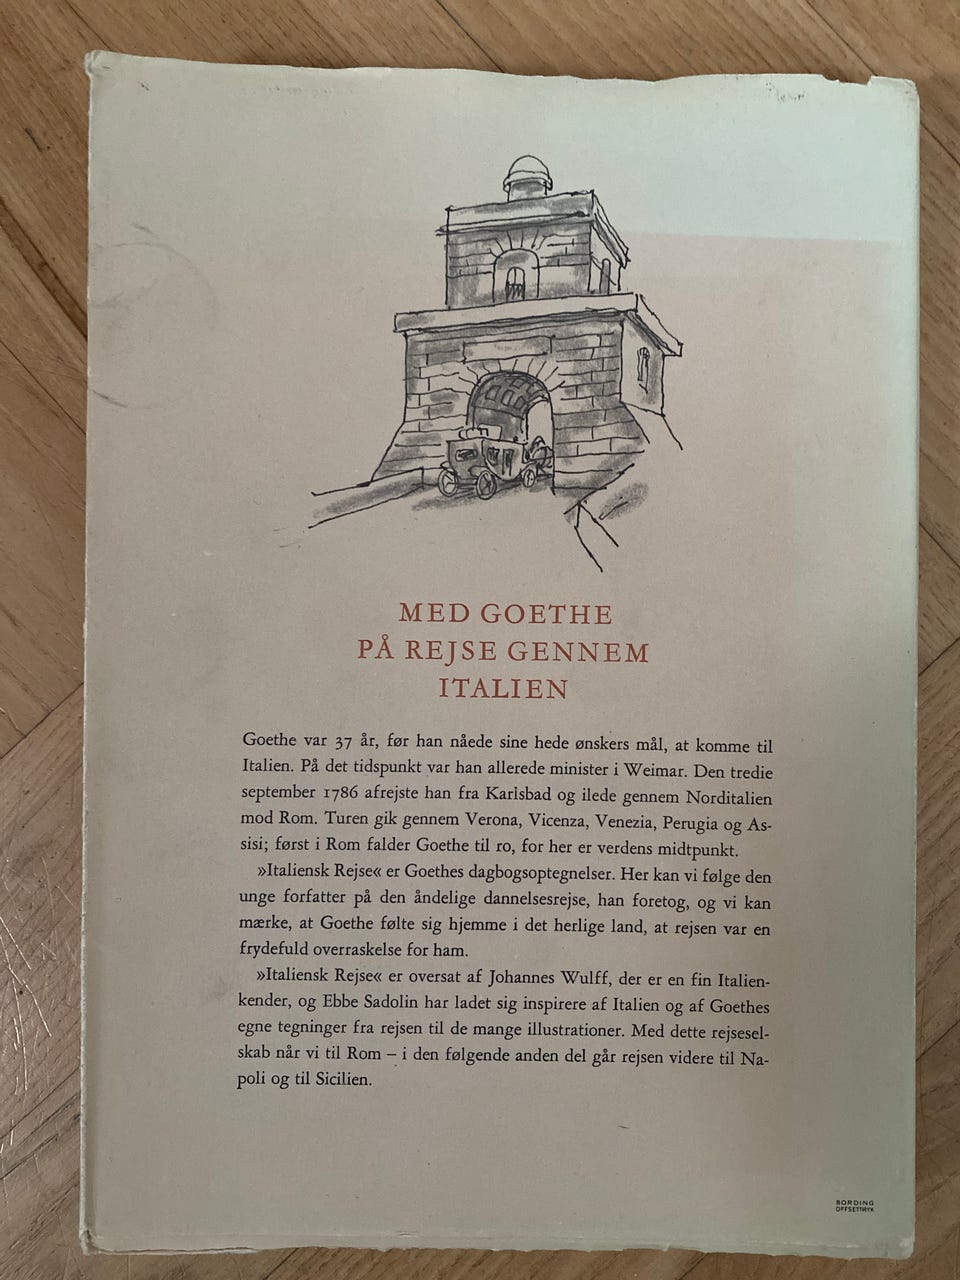 MED GOETHE
PÅ REJSE GENNEM
ITALIEN
Goethe var 37 år, før han nåede sine hede ønskers mål, at komme til
Italien. På det tidspunkt var han allerede minister i Weimar. Den tredie
september 1786 afrejste han fra Karlsbad og ilede gennem Norditalien
mod Rom. Turen gik gennem Verona, Vicenza, Venezia, Perugia og As-
sisi; først i Rom falder Goethe til ro, for her er verdens midtpunkt.
»Italiensk Rejse« er Goethes dagbogsoptegnelser. Her kan vi følge den
unge forfatter på den åndelige dannelsesrejse, han foretog, og vi kan
mærke, at Goethe følte sig hjemme i det herlige land, at rejsen var en
frydefuld overraskelse for ham.
»Italiensk Rejse« er oversat af Johannes Wulff, der er en fin Italien-
kender, og Ebbe Sadolin har ladet sig inspirere af Italien og af Goethes
egne tegninger fra rejsen til de mange illustrationer. Med dette rejsesel-
skab når vi til Rom – i den følgende anden del går rejsen videre til Na-
poli og til Sicilien.
BORDING
OFFSETTRYK